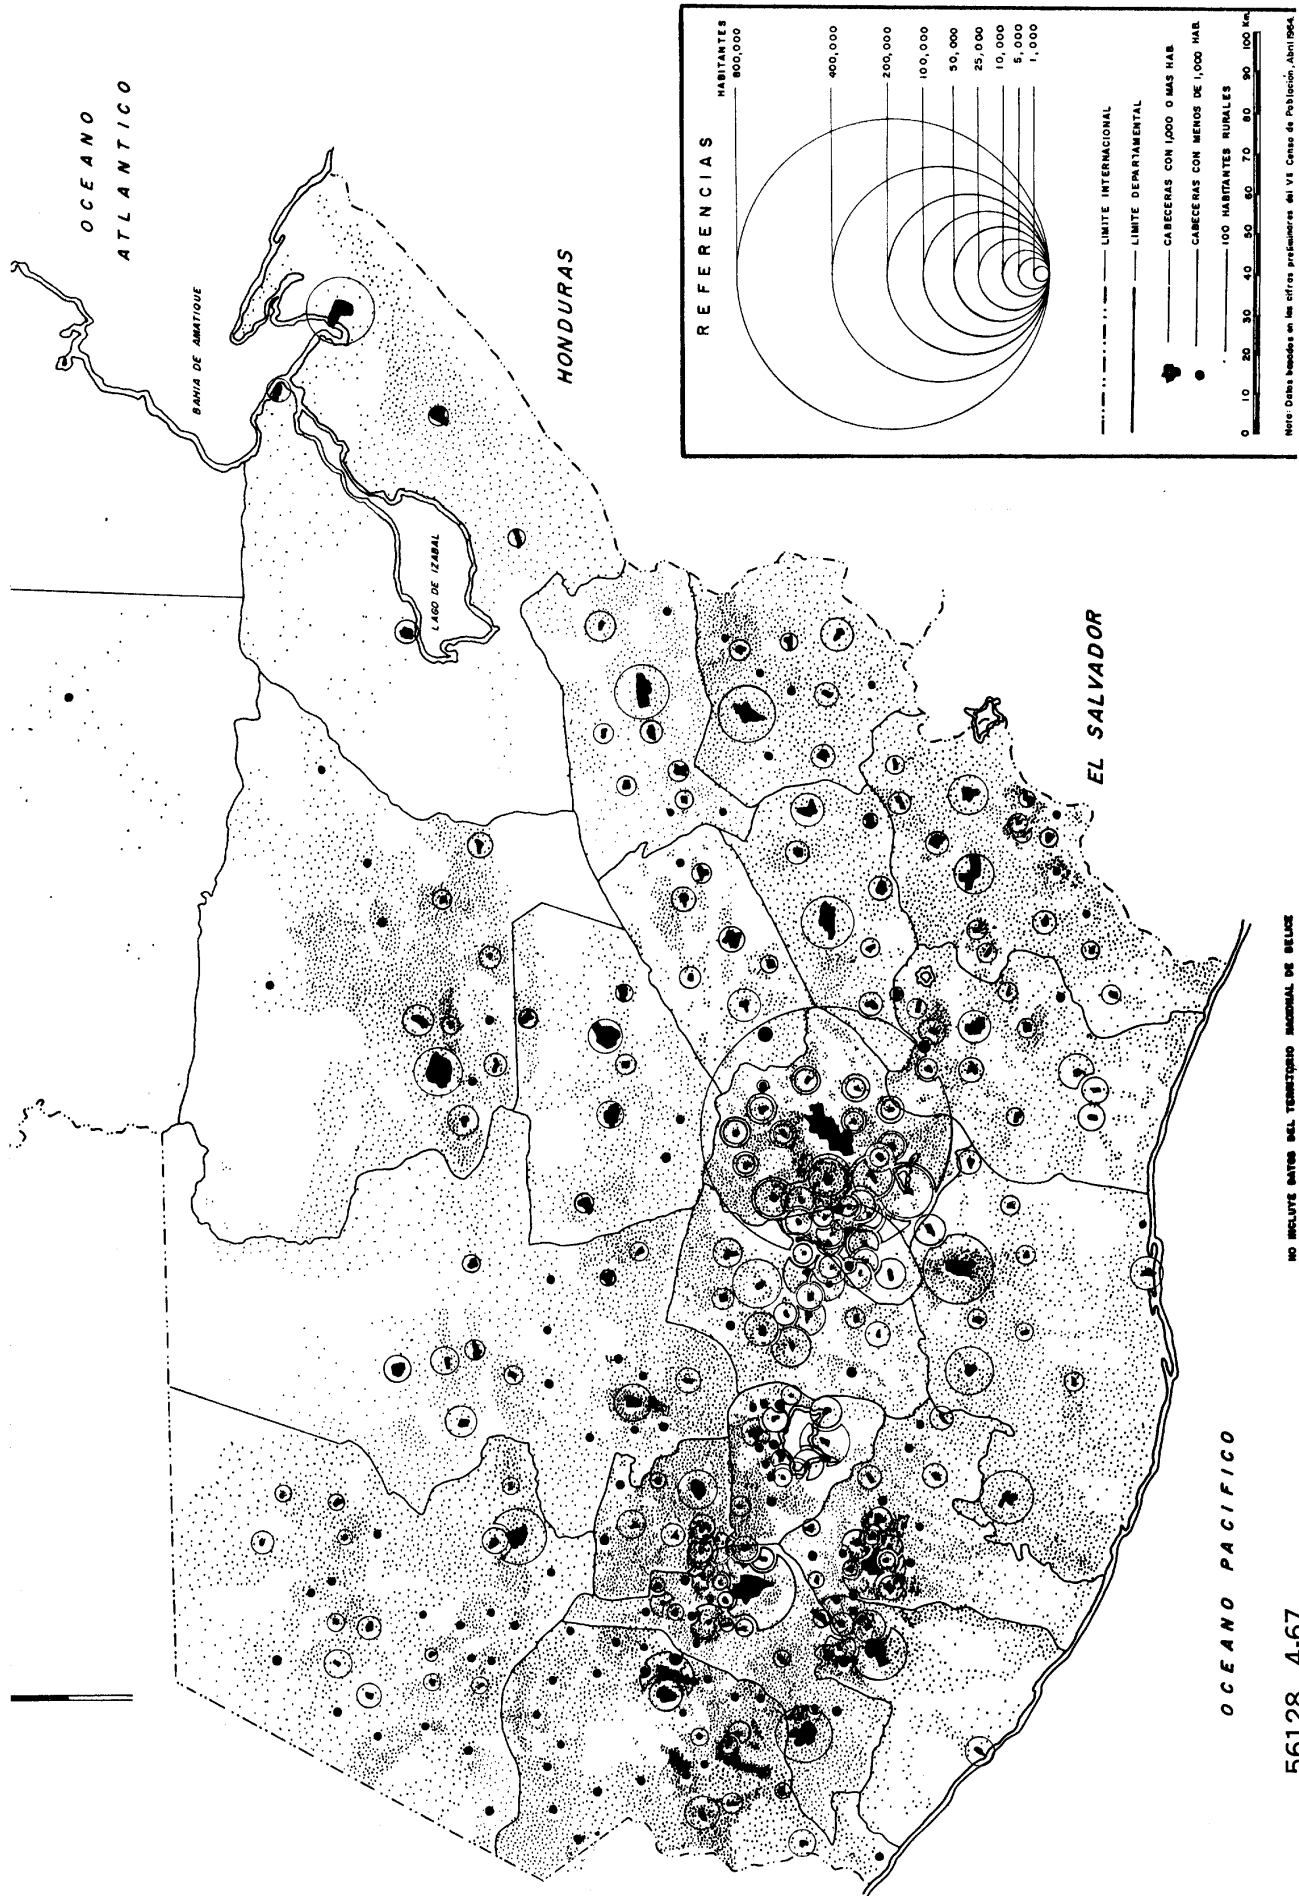 OCEANO
ATLANTICO
BAHIA DE AMATIQUE
HONDURAS
LAGO DE IZABAL
EL SALVADOR
OCEANO PACIFICO
REFERENCIAS
HABITANTES
800,000
400,000
200,000
100,000
50,000
25,000
10,000
5,000
1,000
LIMITE INTERNACIONAL
LIMITE DEPARTAMENTAL
CABECERAS CON 1,000 O MAS HAB.
CABECERAS CON MENOS DE 1,000 HAB.
100 HABITANTES RURALES
0 10 20 30 40 50 60 70 80 90 100 Km.
Nota: Datos basados en las cifras preliminares del VII Censo de Población, Abril 1964.
NO INCLUYE DATOS DEL TERRITORIO NACIONAL DE BELICE
56128 4-67